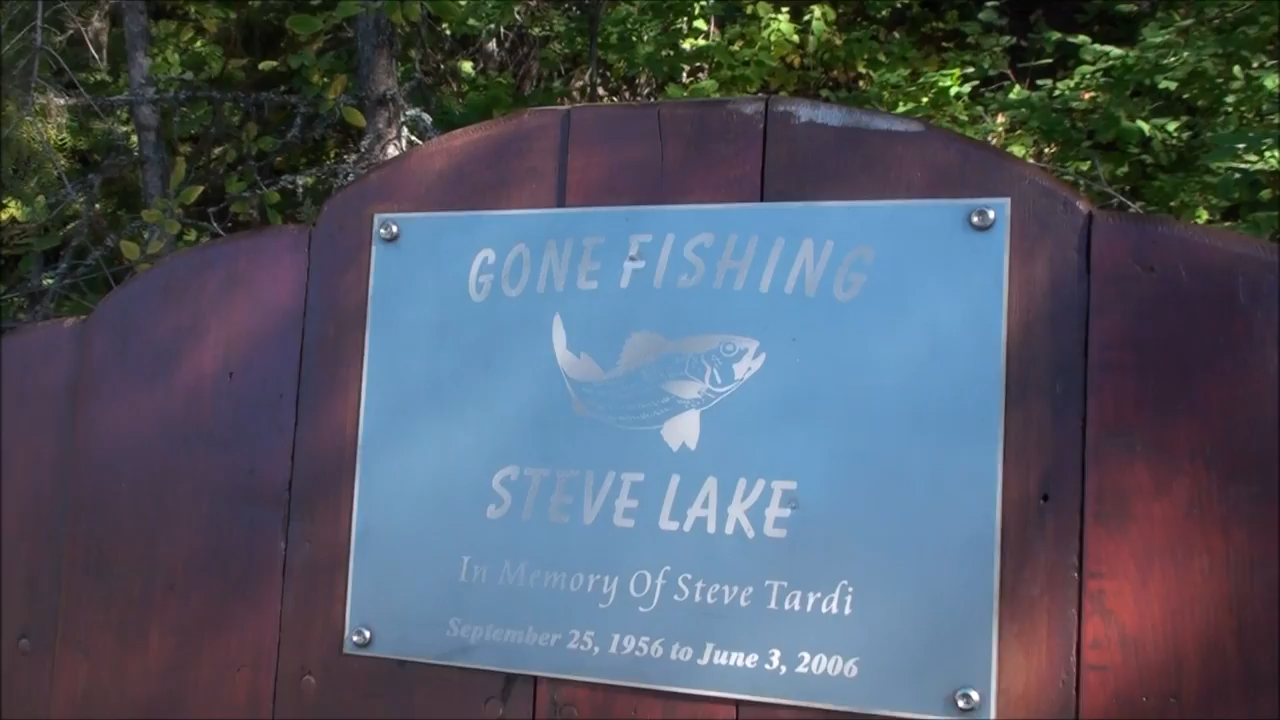 GONE FISHING
STEVE LAKE
In Memory Of Steve Tardi
September 25, 1956 to June 3, 2006